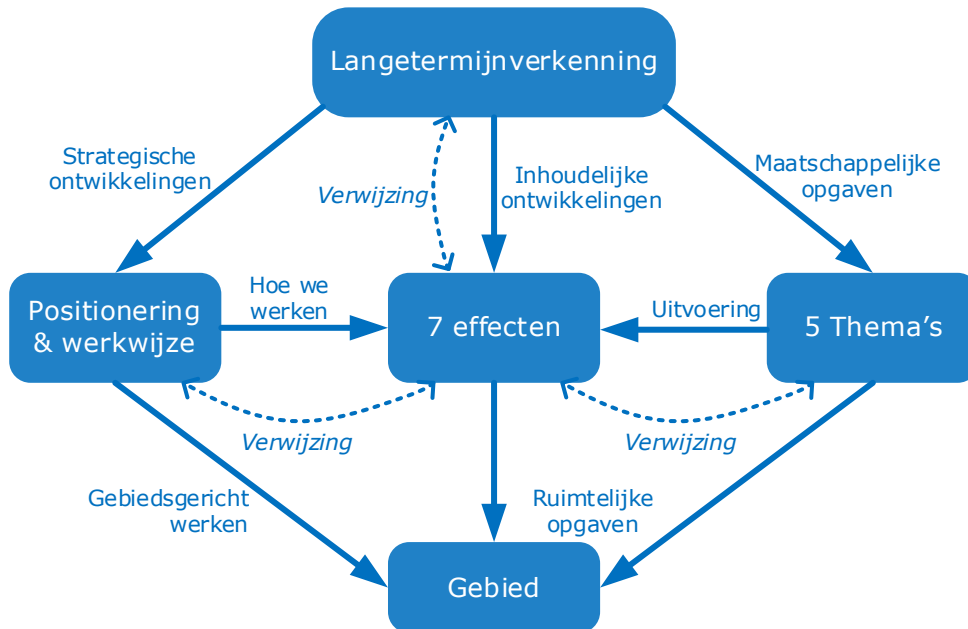 Langetermijnverkenning
Strategische
ontwikkelingen
Verwijzing
Inhoudelijke
ontwikkelingen
Maatschappelijke
opgaven
Positionering
& werkwijze
Hoe we
werken
7 effecten
Uitvoering
5 Thema's
Verwijzing
Verwijzing
Gebiedsgericht
werken
Ruimtelijke
opgaven
Gebied